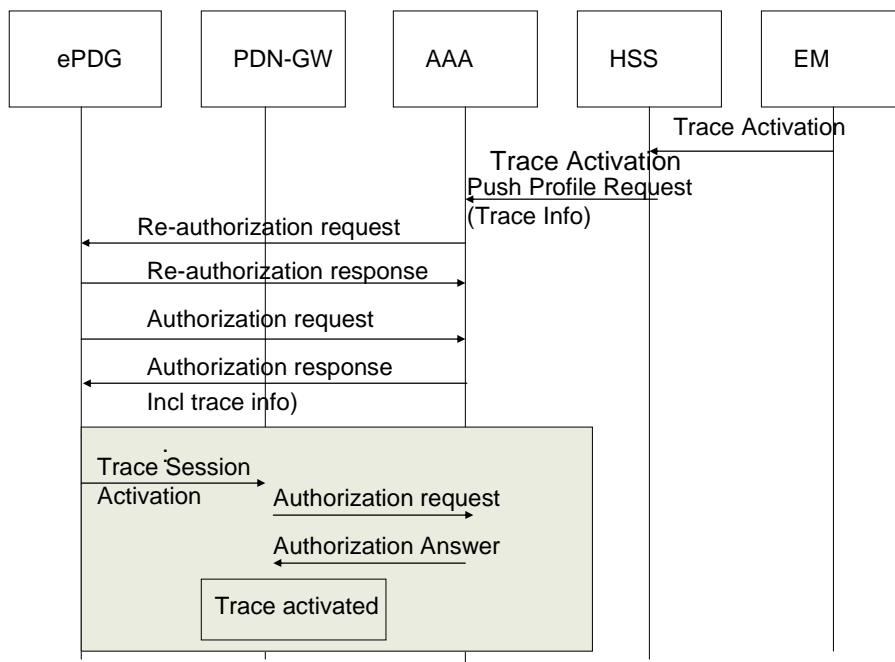 ePDG
PDN-GW
AAA
HSS
EM
Trace Activation
Trace Activation
Push Profile Request
(Trace Info)
Re-authorization request
Re-authorization response
Authorization request
Authorization response
Incl trace info)
:
Trace Session
Activation
Authorization request
Authorization Answer
Trace activated